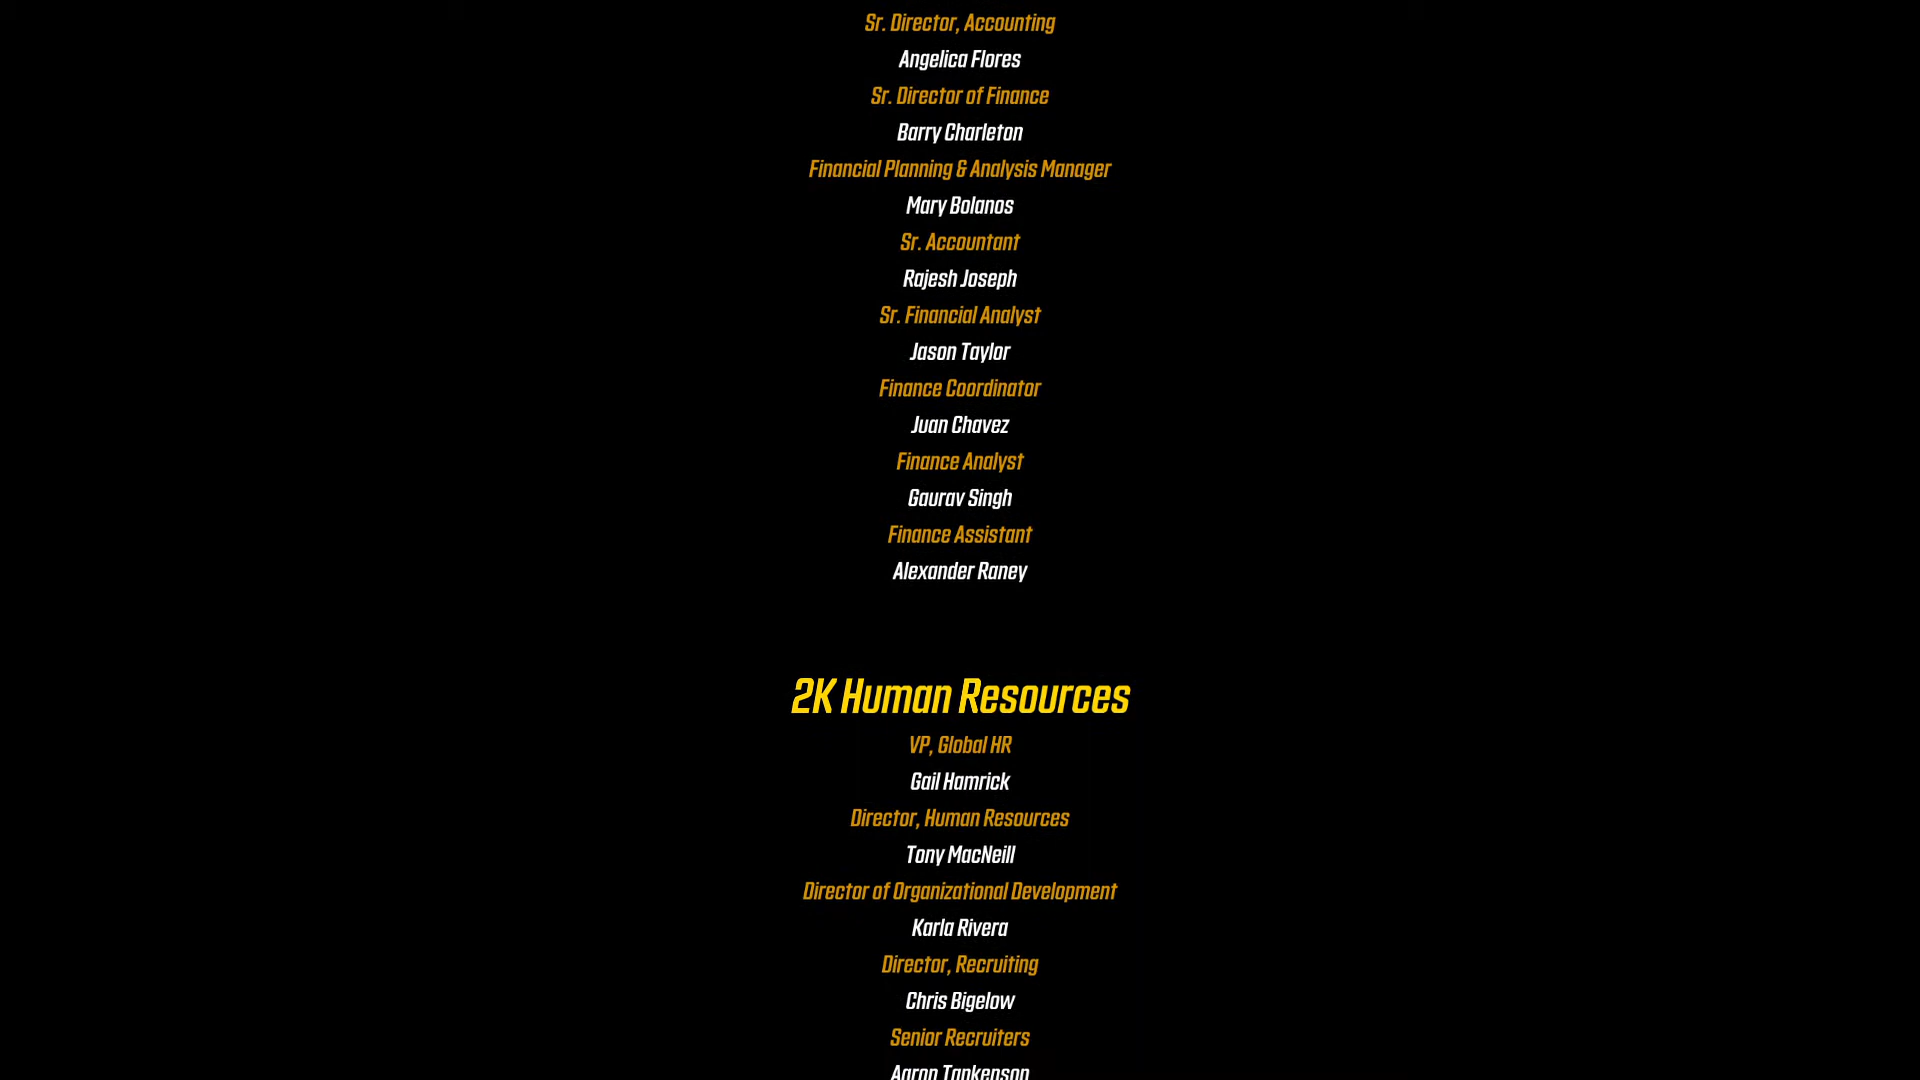 Sr. Director, Accounting
Angelica Flores
Sr. Director of Finance
Barry Charleton
Financial Planning & Analysis Manager
Mary Bolanos
Sr. Accountant
Rajesh Joseph
Sr. Financial Analyst
Jason Taylor
Finance Coordinator
Juan Chavez
Finance Analyst
Gaurav Singh
Finance Assistant
Alexander Raney
2K Human Resources
VP, Global HR
Gail Hamrick
Director, Human Resources
Tony MacNeill
Director of Organizational Development
Karla Rivera
Director, Recruiting
Chris Bigelow
Senior Recruiters
Aaron